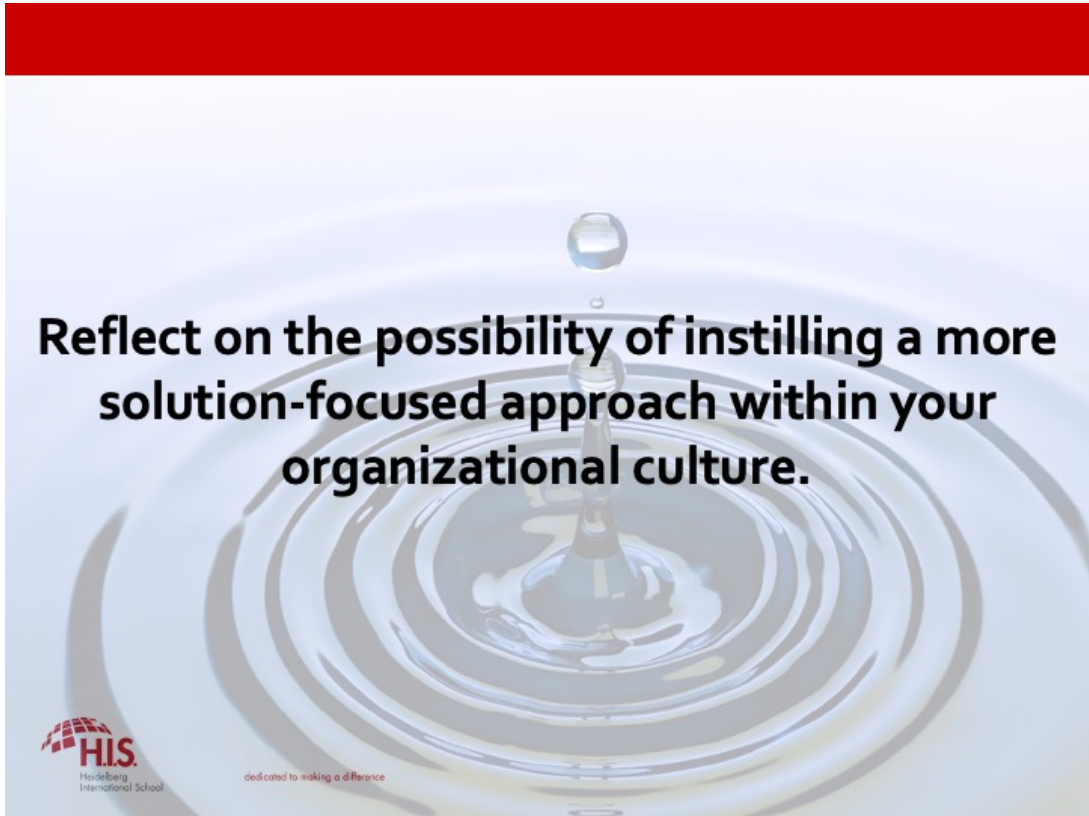 Reflect on the possibility of instilling a more
solution-focused approach within your
organizational culture.
H.I.S.
Heidelberg
International School
dedicated to making a difference